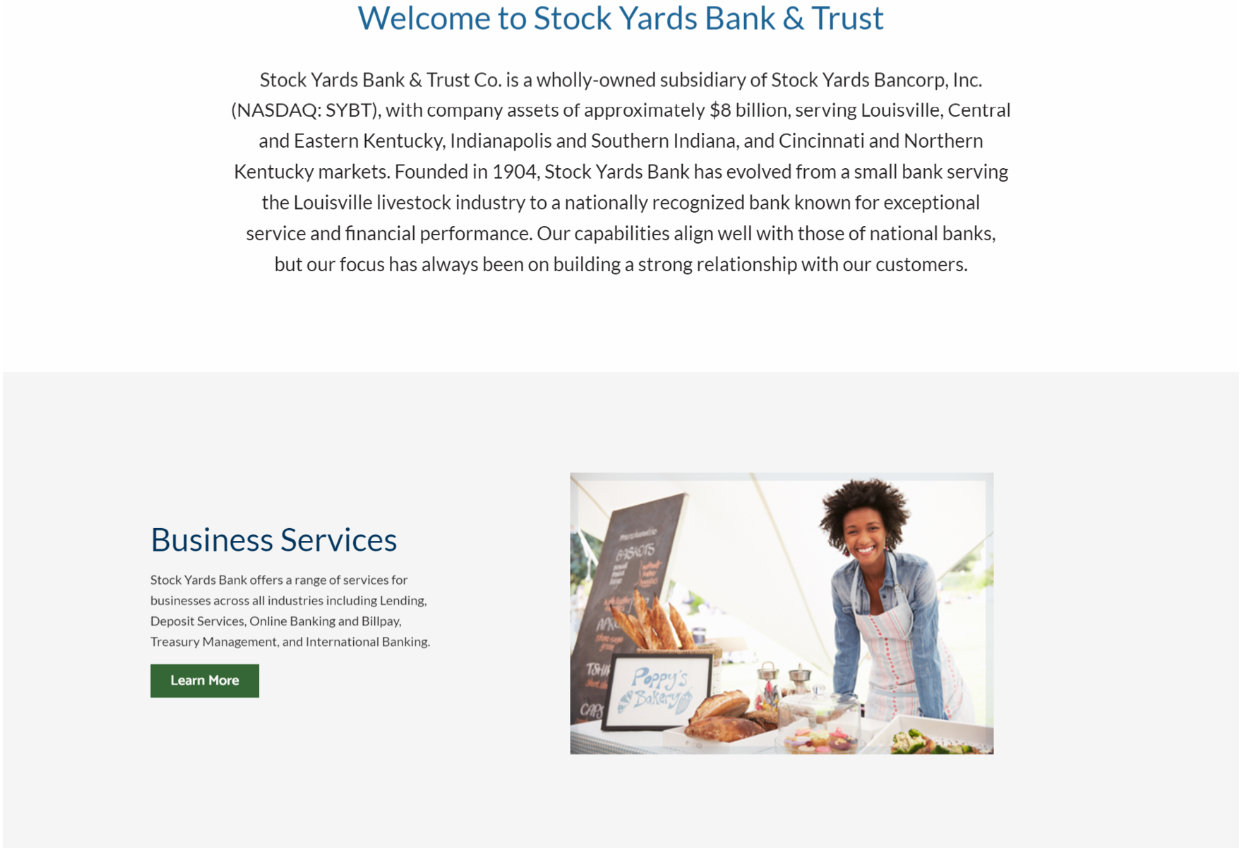 Welcome to Stock Yards Bank & Trust
Stock Yards Bank & Trust Co. is a wholly-owned subsidiary of Stock Yards Bancorp, Inc.
(NASDAQ: SYBT), with company assets of approximately $8 billion, serving Louisville, Central
and Eastern Kentucky, Indianapolis and Southern Indiana, and Cincinnati and Northern
Kentucky markets. Founded in 1904, Stock Yards Bank has evolved from a small bank serving
the Louisville livestock industry to a nationally recognized bank known for exceptional
service and financial performance. Our capabilities align well with those of national banks,
but our focus has always been on building a strong relationship with our customers.
Business Services
Stock Yards Bank offers a range of services for
businesses across all industries including Lending,
Deposit Services, Online Banking and Billpay,
Treasury Management, and International Banking.
Learn More
BASKETS
Poppy's
Bakery